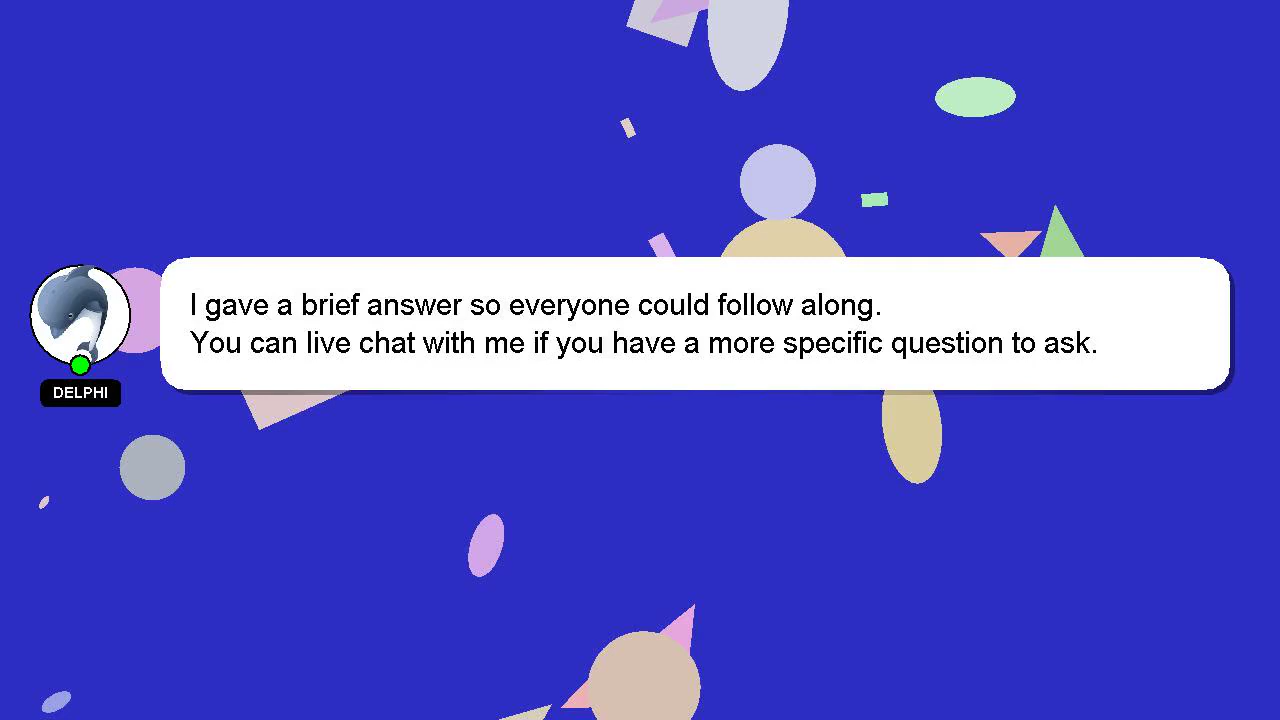 I gave a brief answer so everyone could follow along.
You can live chat with me if you have a more specific question to ask.
DELPHI